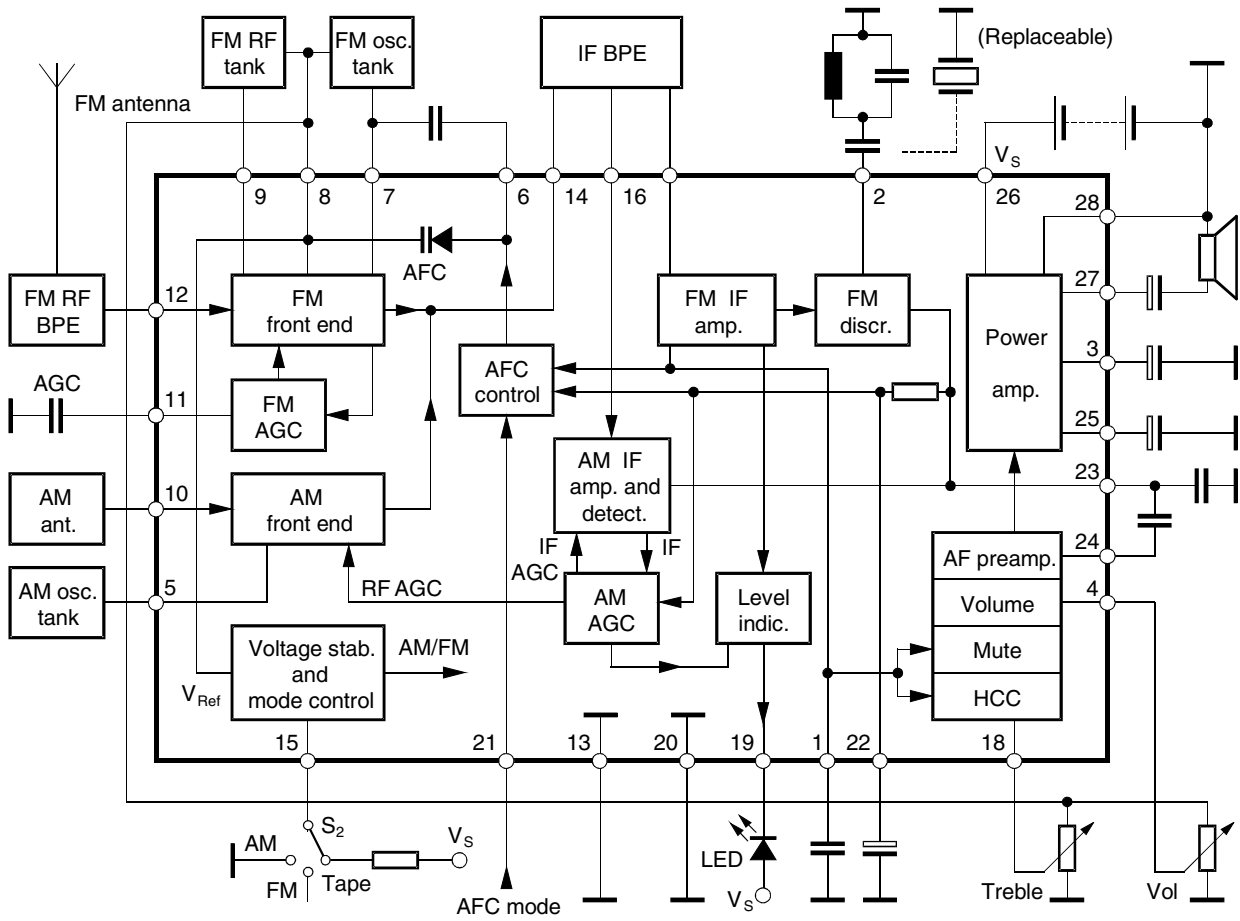 FM RF
tank
FM osc.
tank
IF BPE
(Replaceable)
FM antenna
V_S
9
8
7
6
14
16
2
26
28
AFC
FM RF
BPE
12
FM
front end
FM IF
amp.
FM
discr.
27
Power
amp.
3
AFC
control
AGC
11
FM
AGC
25
AM IF
amp. and
detect.
23
AM
ant.
10
AM
front end
IF
AGC
IF
24
AF preamp.
AM osc.
tank
5
RF AGC
AM
AGC
Level
indic.
Volume
4
Voltage stab.
and
mode control
AM/FM
Mute
V_Ref
HCC
15
21
13
20
19
1
22
18
S_2
V_S
AM
Tape
FM
AFC mode
LED
V_S
Treble
Vol